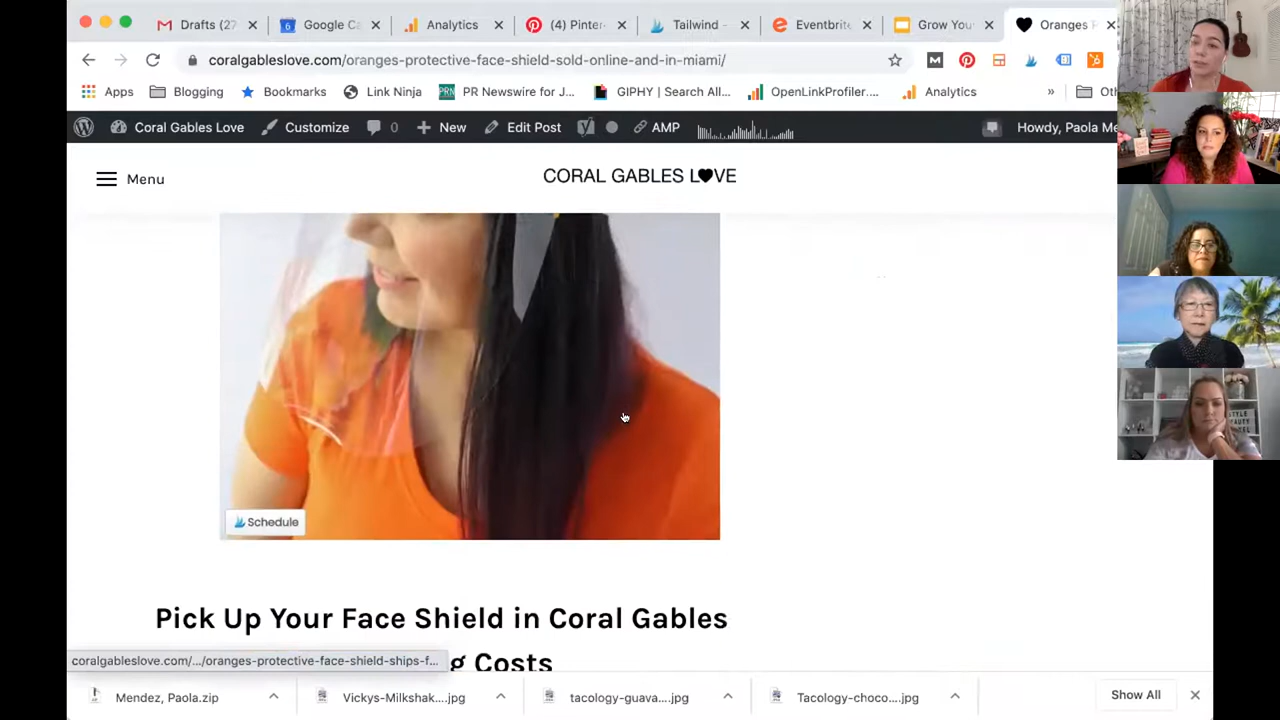 Drafts (27
Google Ca
Analytics
(4) Pinter
Tailwind -
Eventbrite
Grow You
Oranges P
coralgableslove.com/oranges-protective-face-shield-sold-online-and-in-miami/
Apps
Blogging
Bookmarks
Link Ninja
PR Newswire for J...
GIPHY | Search All...
OpenLinkProfiler....
Analytics
»
Oth
Coral Gables Love
Customize
0
New
Edit Post
AMP
Howdy, Paola Me
Menu
CORAL GABLES L♥VE
Schedule
Pick Up Your Face Shield in Coral Gables
g Costs
coralgableslove.com/.../oranges-protective-face-shield-ships-f...
Mendez, Paola.zip
Vickys-Milkshak....jpg
tacology-guava....jpg
Tacology-choco....jpg
Show All